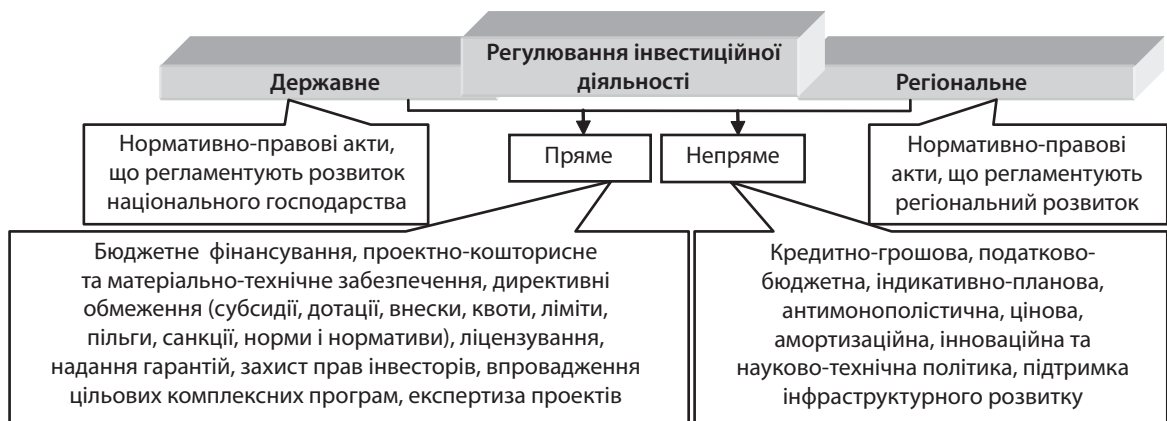 Регулювання інвестиційної
діяльності
Державне
Регіональне
Нормативно-правові акти,
що регламентують розвиток
національного господарства
Пряме
Непряме
Нормативно-правові
акти, що регламентують
регіональний розвиток
Бюджетне фінансування, проектно-кошторисне
та матеріально-технічне забезпечення, директивні
обмеження (субсидії, дотації, внески, квоти, ліміти,
пільги, санкції, норми і нормативи), ліцензування,
надання гарантій, захист прав інвесторів, впровадження
цільових комплексних програм, експертиза проектів
Кредитно-грошова, податково-
бюджетна, індикативно-планова,
антимонополістична, цінова,
амортизаційна, інноваційна та
науково-технічна політика, підтримка
інфраструктурного розвитку